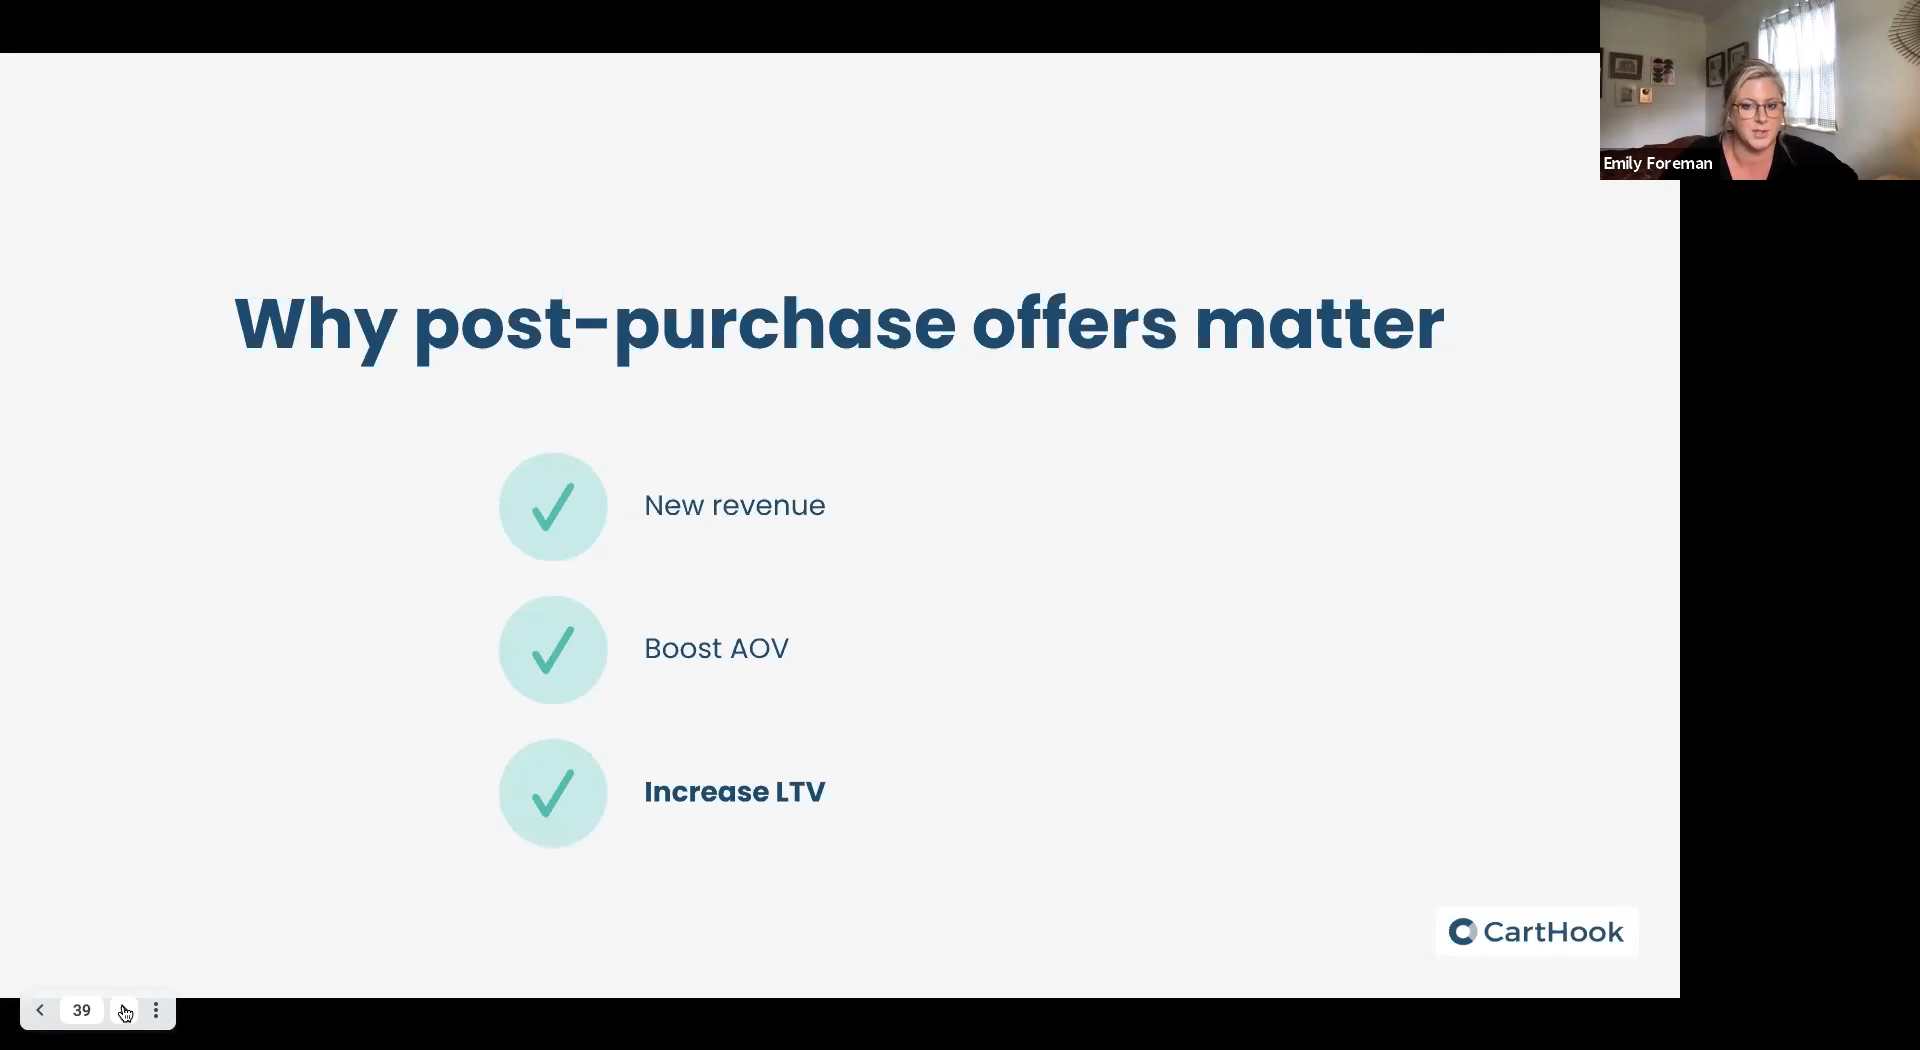 Emily Foreman
Why post-purchase offers matter
New revenue
Boost AOV
Increase LTV
CartHook
39